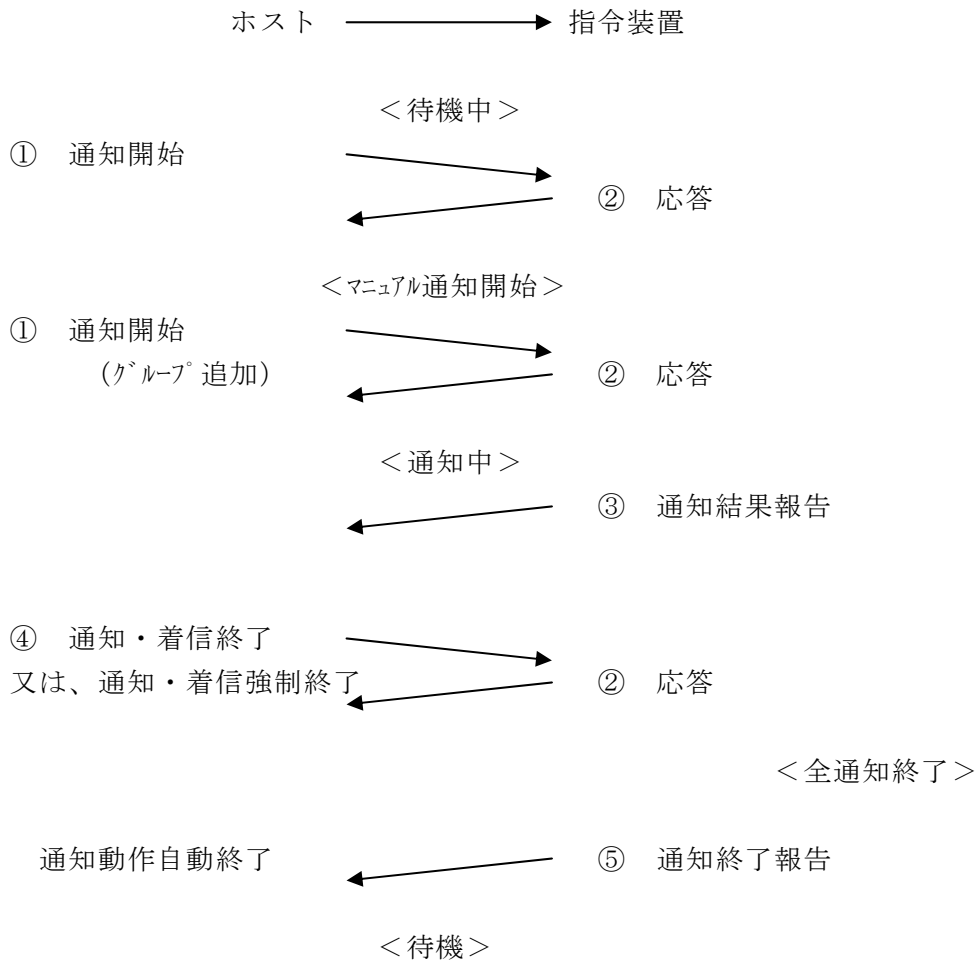 ホスト 指令装置
＜待機中＞
① 通知開始
② 応答
＜ﾏﾆｭｱﾙ通知開始＞
① 通知開始
(ｸﾞﾙｰﾌﾟ追加)
② 応答
＜通知中＞
③ 通知結果報告
④ 通知・着信終了
又は、通知・着信強制終了
② 応答
＜全通知終了＞
通知動作自動終了
⑤ 通知終了報告
＜待機＞